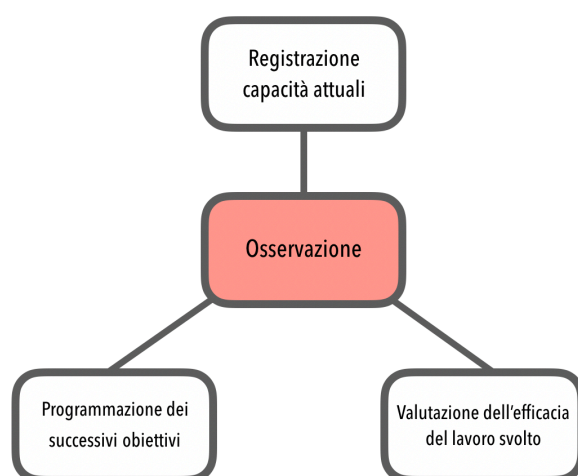 Registrazione
capacità attuali
Osservazione
Programmazione dei
successivi obiettivi
Valutazione dell'efficacia
del lavoro svolto